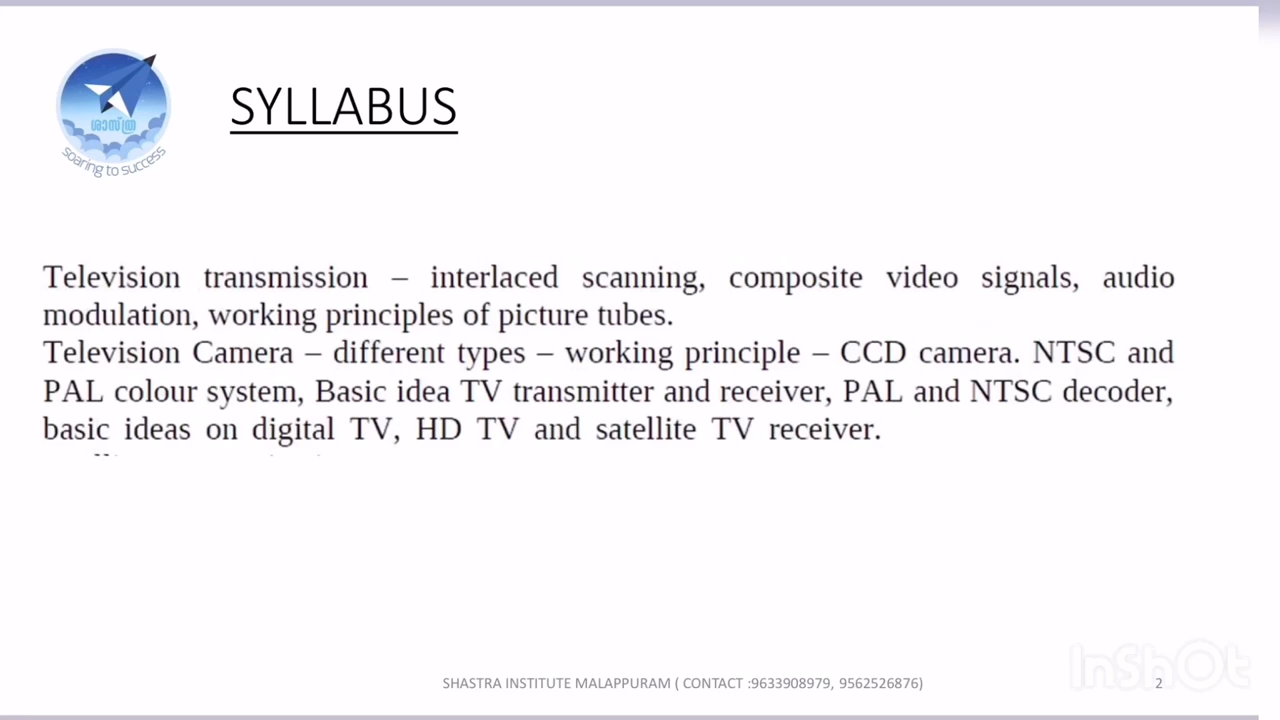 SYLLABUS
ശാസ്ത്ര
soaring to success
Television transmission – interlaced scanning, composite video signals, audio
modulation, working principles of picture tubes.
Television Camera – different types – working principle – CCD camera. NTSC and
PAL colour system, Basic idea TV transmitter and receiver, PAL and NTSC decoder,
basic ideas on digital TV, HD TV and satellite TV receiver.
SHASTRA INSTITUTE MALAPPURAM ( CONTACT :9633908979, 9562526876)
2
InShOt